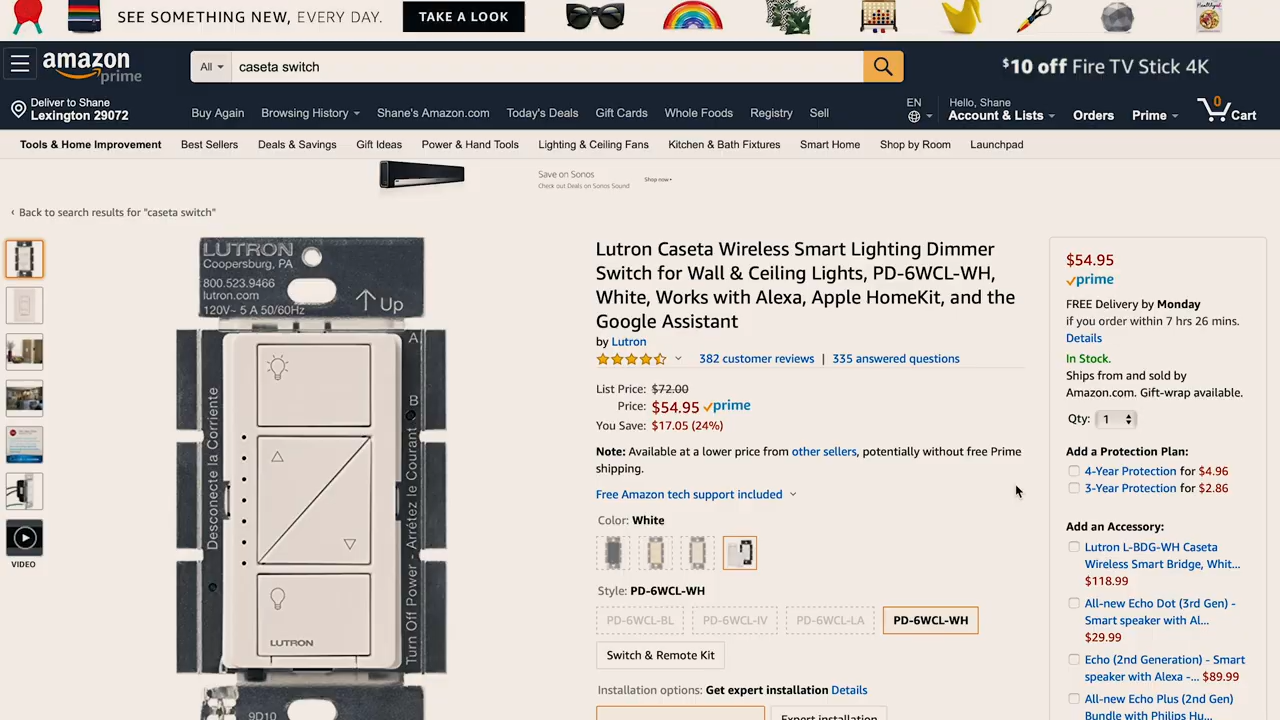 SEE SOMETHING NEW, EVERY DAY.
TAKE A LOOK
amazon
prime
All
caseta switch
$10 off Fire TV Stick 4K
Deliver to Shane
Lexington 29072
Buy Again
Browsing History
Shane's Amazon.com
Today's Deals
Gift Cards
Whole Foods
Registry
Sell
EN
Hello, Shane
Account & Lists
Orders
Prime
0
Cart
Tools & Home Improvement
Best Sellers
Deals & Savings
Gift Ideas
Power & Hand Tools
Lighting & Ceiling Fans
Kitchen & Bath Fixtures
Smart Home
Shop by Room
Launchpad
Save on Sonos
Check out Deals on Sonos Sound
Shop now
‹ Back to search results for "caseta switch"
VIDEO
LUTRON
Coopersburg, PA
800.523.9466
lutron.com
120V~ 5 A 50/60Hz
Up
A
B
Desconecte la Corriente
Turn Off Power - Arrêtez le Courant
LUTRON
9D10
Lutron Caseta Wireless Smart Lighting Dimmer
Switch for Wall & Ceiling Lights, PD-6WCL-WH,
White, Works with Alexa, Apple HomeKit, and the
Google Assistant
by Lutron
382 customer reviews | 335 answered questions
List Price: $72.00
Price: $54.95 prime
You Save: $17.05 (24%)
Note: Available at a lower price from other sellers, potentially without free Prime
shipping.
Free Amazon tech support included
Color: White
Style: PD-6WCL-WH
PD-6WCL-BL
PD-6WCL-IV
PD-6WCL-LA
PD-6WCL-WH
Switch & Remote Kit
Installation options: Get expert installation Details
Expert installation
$54.95
prime
FREE Delivery by Monday
if you order within 7 hrs 26 mins.
Details
In Stock.
Ships from and sold by
Amazon.com. Gift-wrap available.
Qty: 1
Add a Protection Plan:
4-Year Protection for $4.96
3-Year Protection for $2.86
Add an Accessory:
Lutron L-BDG-WH Caseta
Wireless Smart Bridge, Whit...
$118.99
All-new Echo Dot (3rd Gen) -
Smart speaker with Al...
$29.99
Echo (2nd Generation) - Smart
speaker with Alexa -... $89.99
All-new Echo Plus (2nd Gen)
Bundle with Philips Hu...